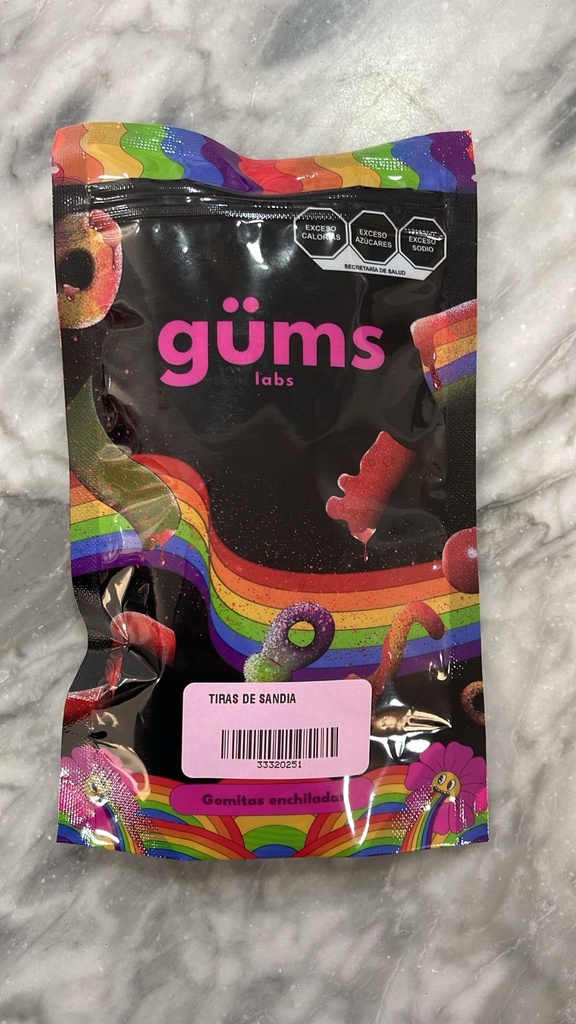 EXCESO
CALORÍAS
EXCESO
AZÚCARES
EXCESO
SODIO
SECRETARÍA DE SALUD
güms
labs
TIRAS DE SANDIA
33320251
Gomitas enchiladas